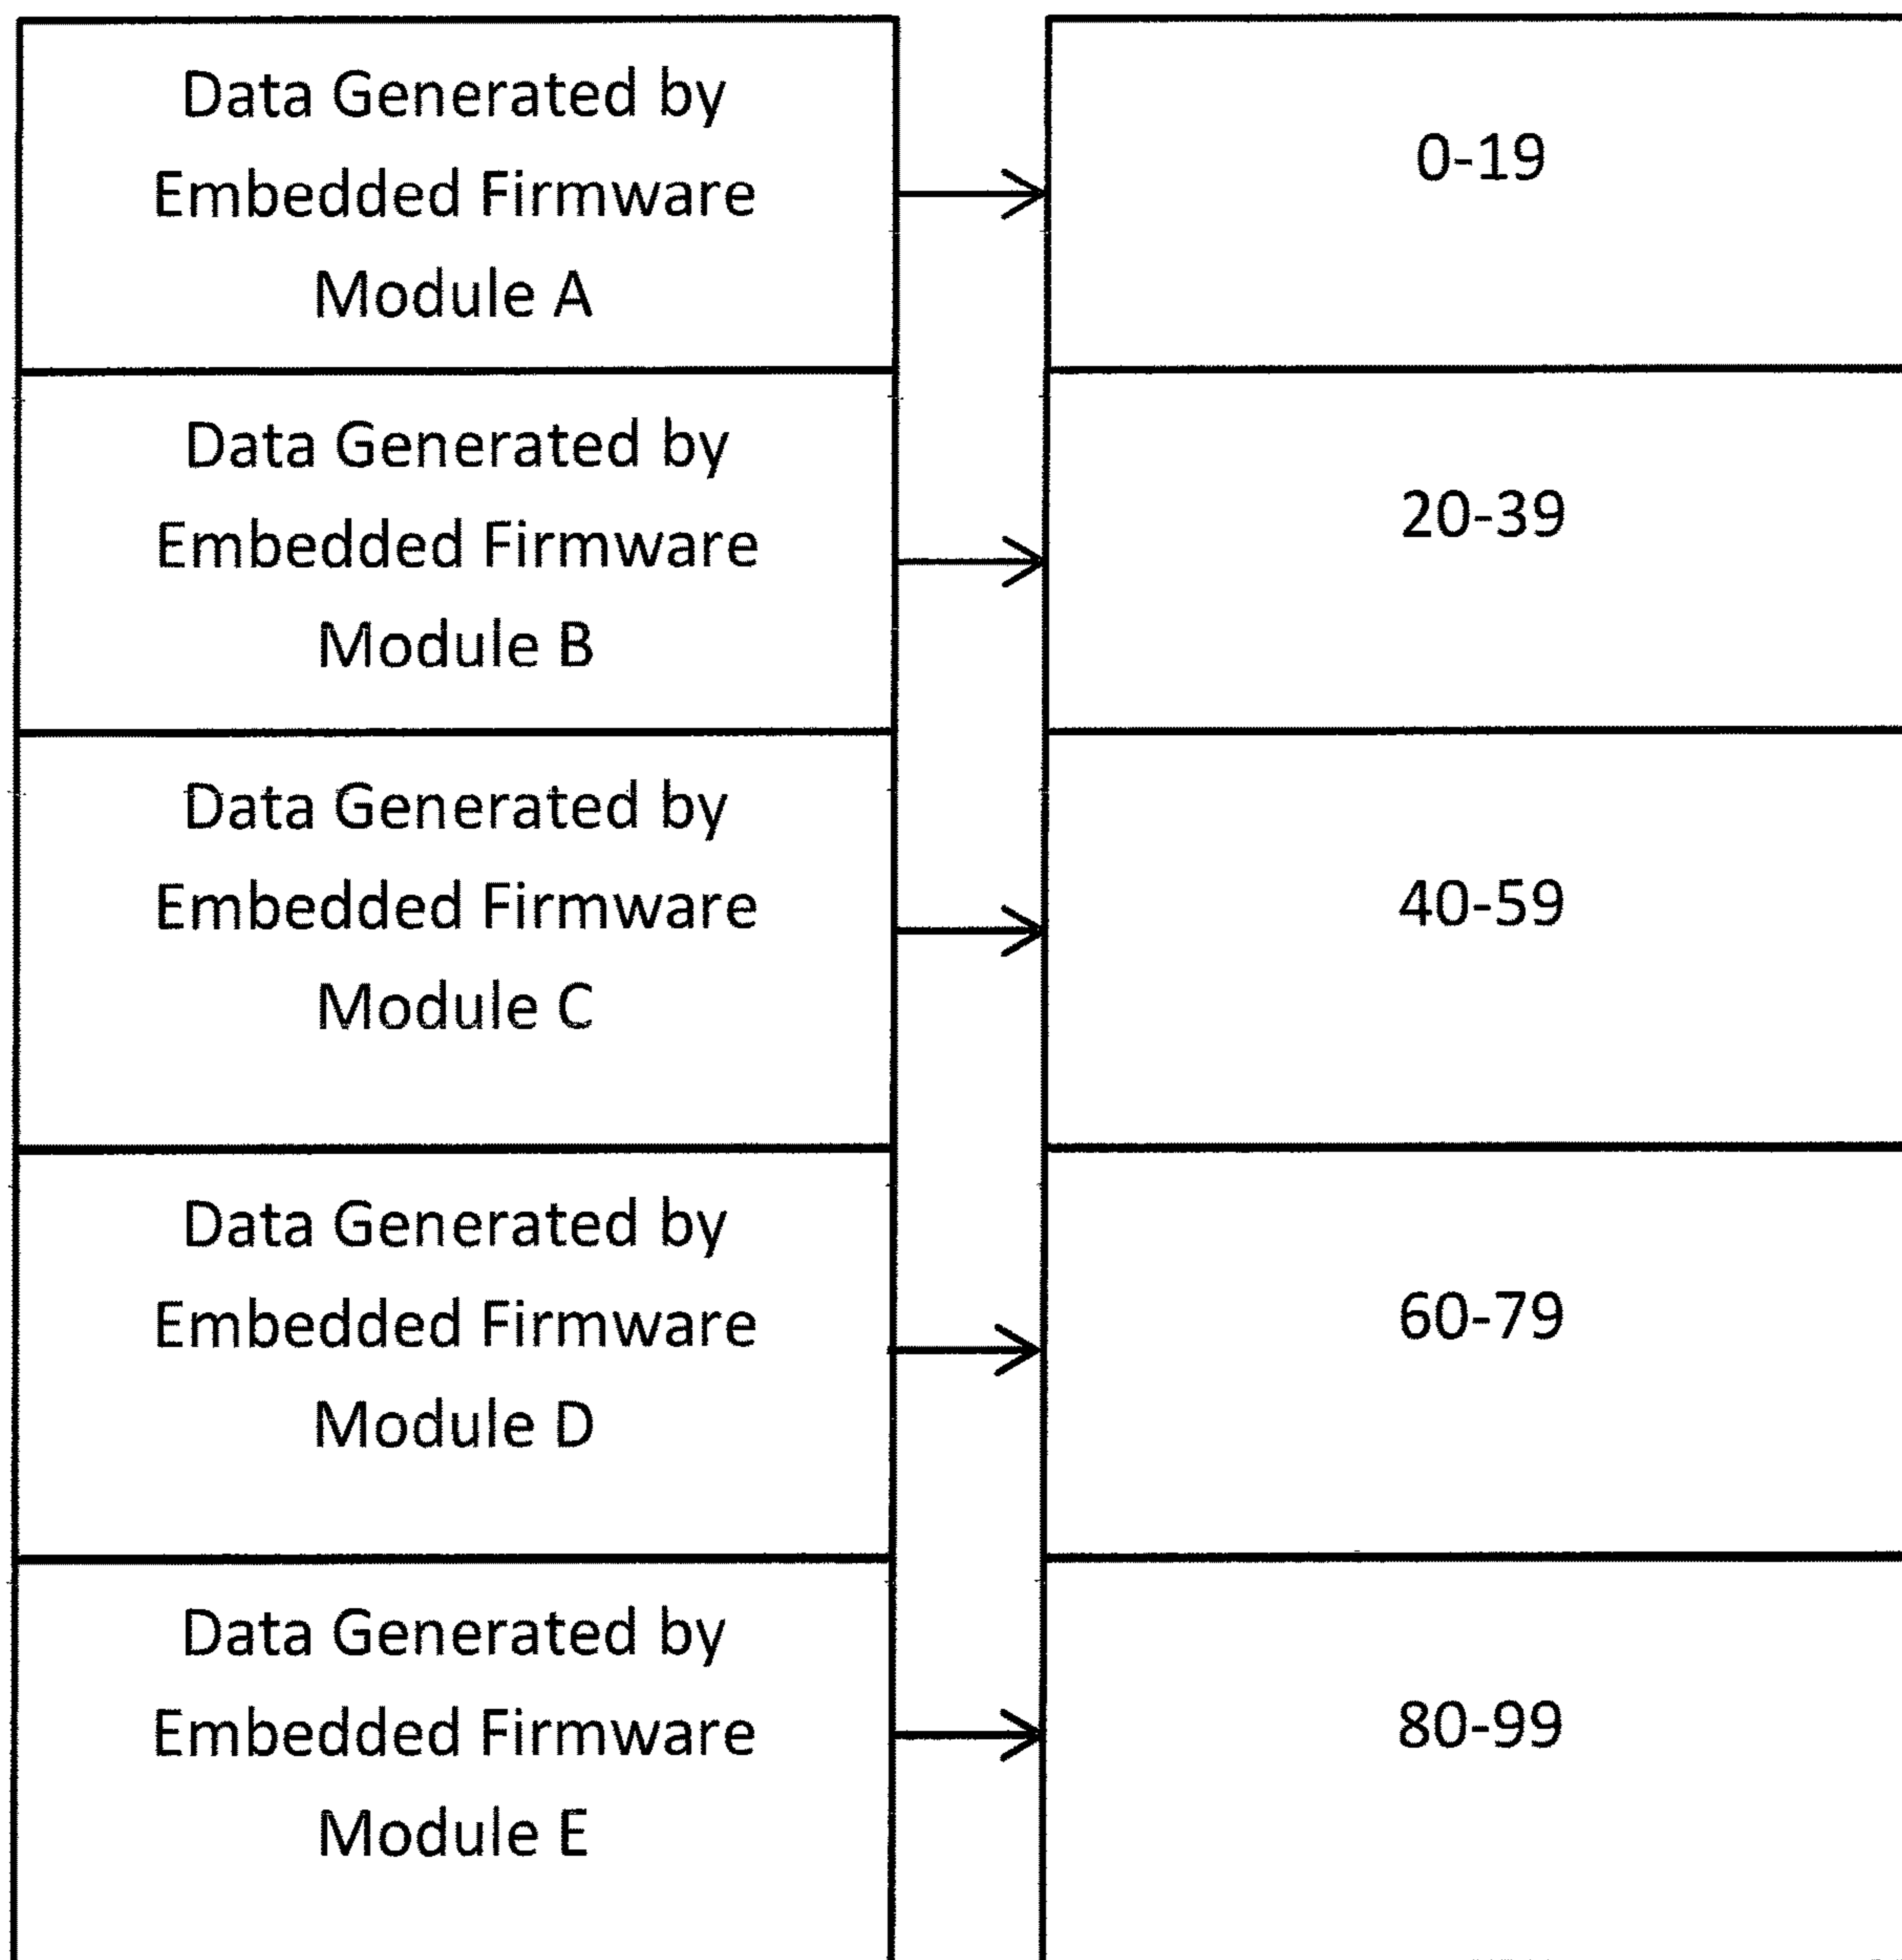 Data Generated by
Embedded Firmware
Module A
0-19
Data Generated by
Embedded Firmware
Module B
20-39
Data Generated by
Embedded Firmware
Module C
40-59
Data Generated by
Embedded Firmware
Module D
60-79
Data Generated by
Embedded Firmware
Module E
80-99